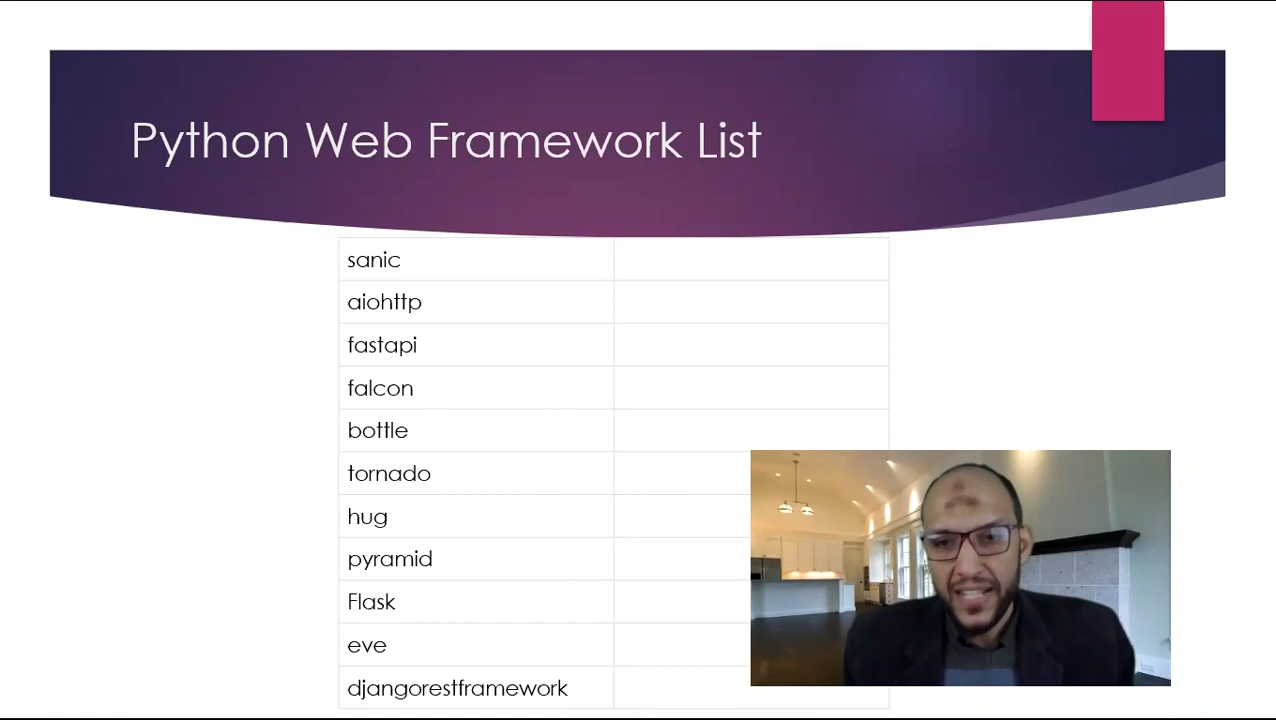 Python Web Framework List
sanic
aiohttp
fastapi
falcon
bottle
tornado
hug
pyramid
Flask
eve
djangorestframework